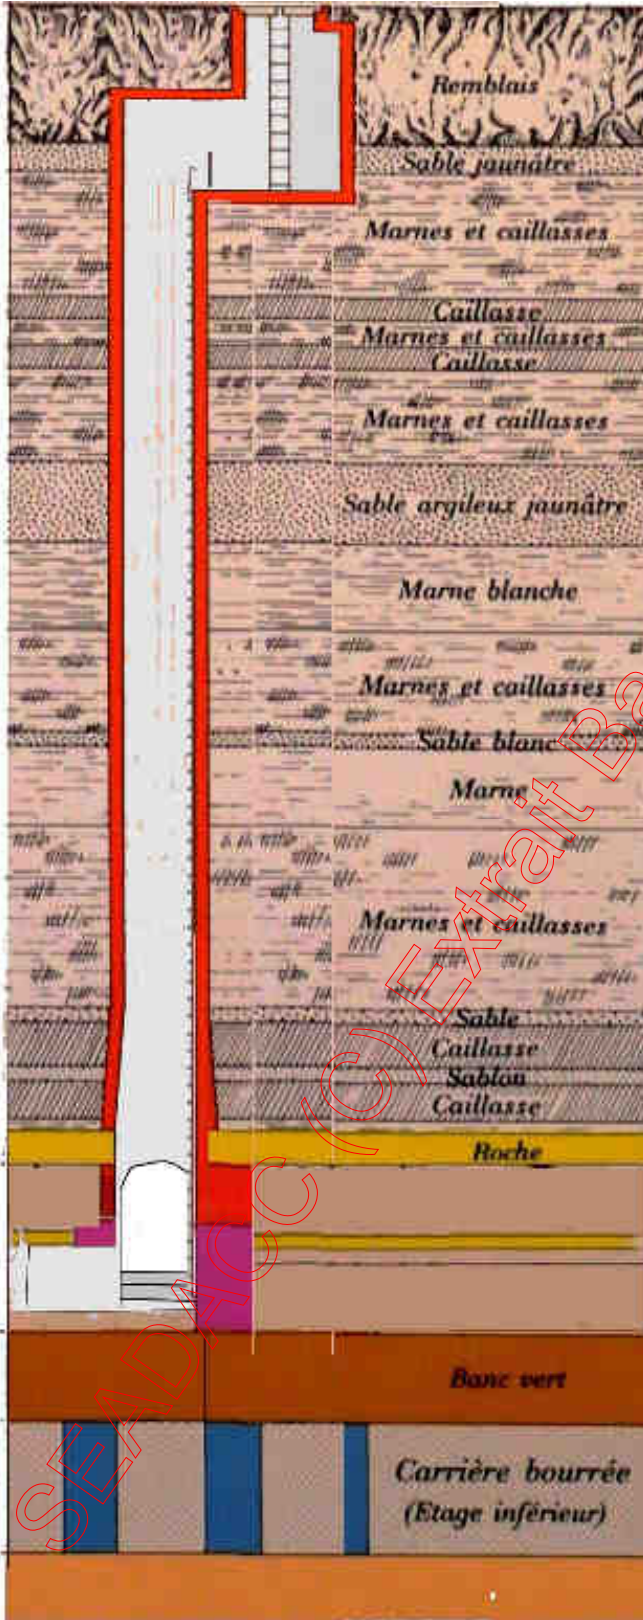 Remblais
Sable jaunâtre
Marnes et caillasses
Caillasse
Marnes et caillasses
Caillasse
Marnes et caillasses
Sable argileux jaunâtre
Marne blanche
Marnes et caillasses
Sable blanc
Marne
Marnes et caillasses
Sable
Caillasse
Sablon
Caillasse
Roche
Banc vert
Carrière bourrée
(Etage inférieur)
SEADACC (C) Extrait Ba